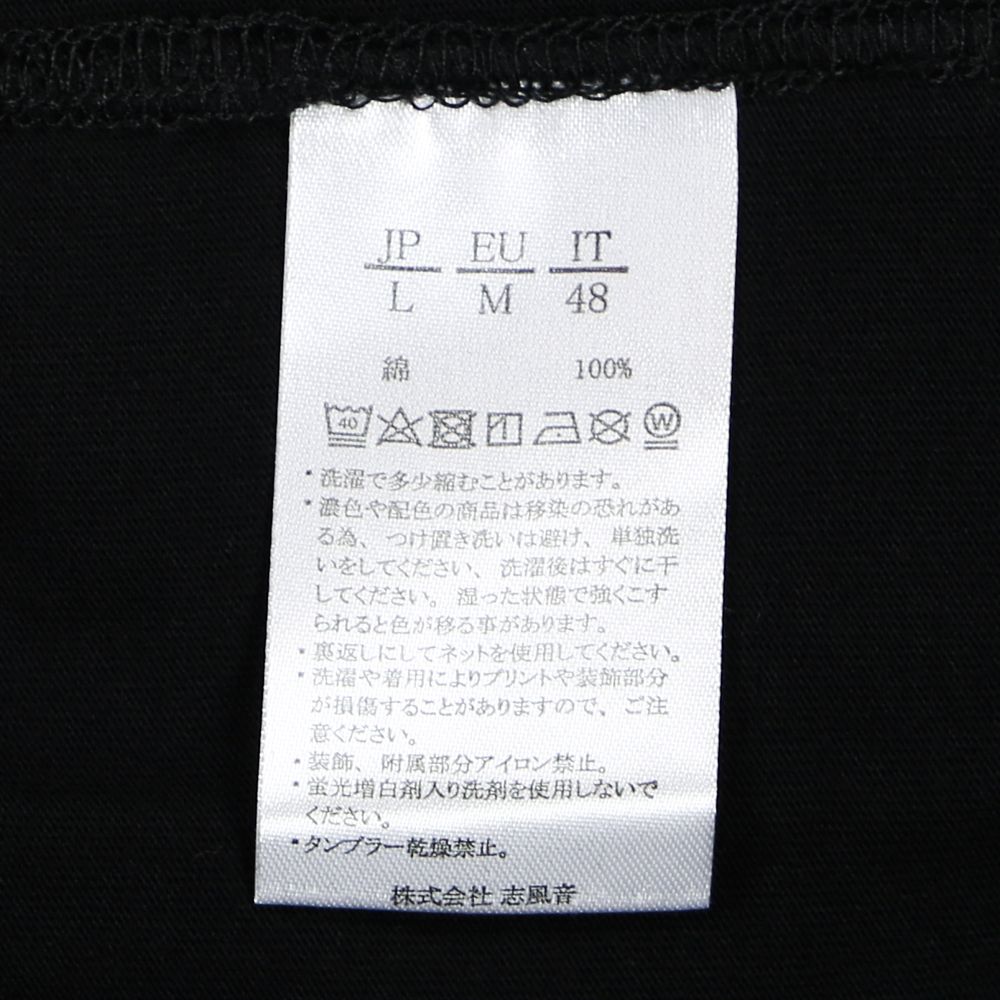 JP EU IT
L M 48
綿 100%
40 W
・洗濯で多少縮むことがあります。
・濃色や配色の商品は移染の恐れがあ
る為、つけ置き洗いは避け、単独洗
いをしてください、洗濯後はすぐに干
してください。湿った状態で強くこす
られると色が移る事があります。
・裏返しにしてネットを使用してください。
・洗濯や着用によりプリントや装飾部分
が損傷することがありますので、ご注
意ください。
・装飾、附属部分アイロン禁止。
・蛍光増白剤入り洗剤を使用しないで
ください。
・タンブラー乾燥禁止。
株式会社 志風音